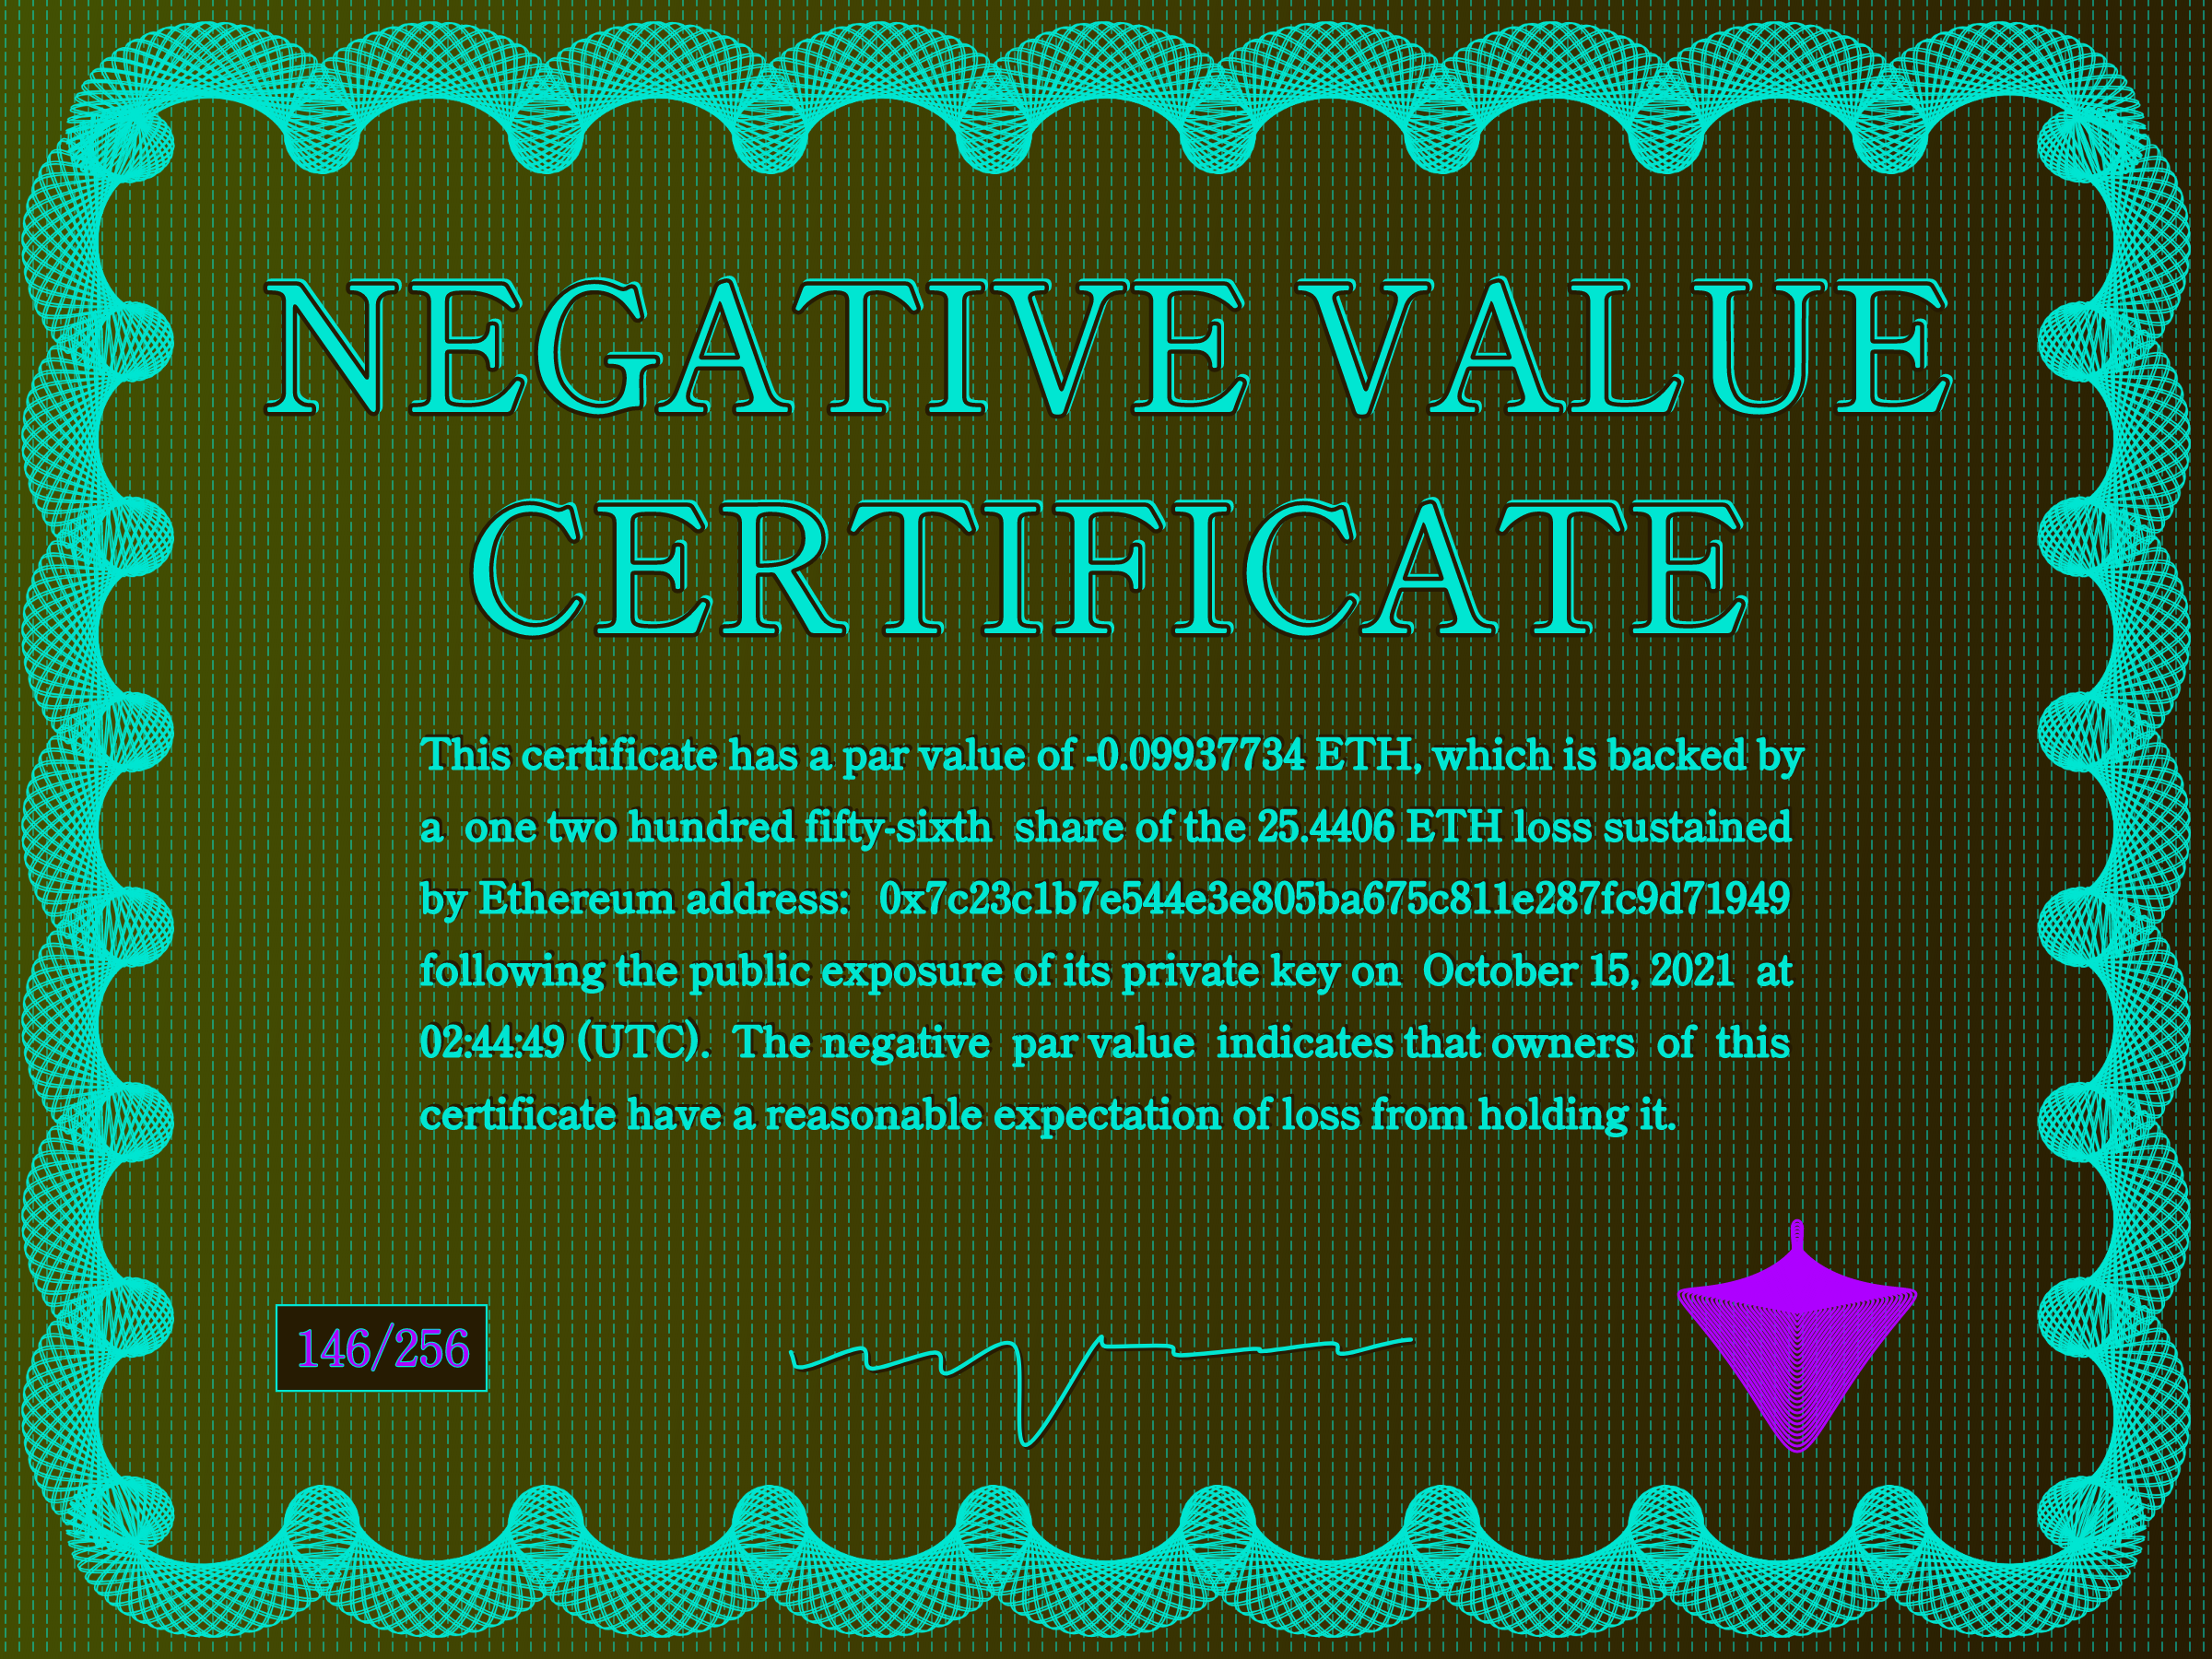 NEGATIVE VALUE
CERTIFICATE
This certificate has a par value of -0.09937734 ETH, which is backed by
a one two hundred fifty-sixth share of the 25.4406 ETH loss sustained
by Ethereum address: 0x7c23c1b7e544e3e805ba675c811e287fc9d71949
following the public exposure of its private key on October 15, 2021 at
02:44:49 (UTC). The negative par value indicates that owners of this
certificate have a reasonable expectation of loss from holding it.
146/256